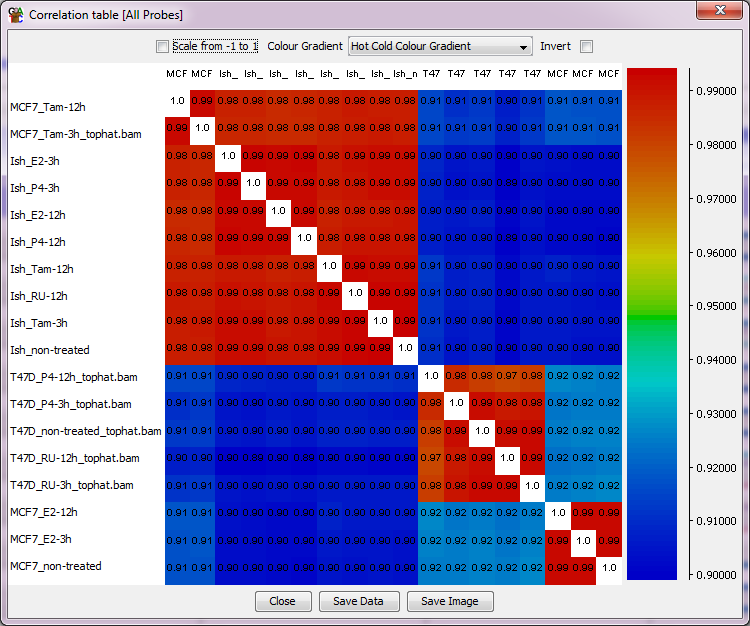 Correlation table [All Probes]
Scale from -1 to 1 Colour Gradient Hot Cold Colour Gradient Invert
MCF MCF Ish_ Ish_ Ish_ Ish_ Ish_ Ish_ Ish_ Ish_n T47 T47 T47 T47 T47 MCF MCF MCF
MCF7_Tam-12h 1.0 0.99 0.98 0.98 0.98 0.98 0.98 0.98 0.98 0.98 0.91 0.91 0.91 0.90 0.91 0.91 0.91 0.91
MCF7_Tam-3h_tophat.bam 0.99 1.0 0.98 0.98 0.98 0.98 0.98 0.98 0.98 0.98 0.91 0.91 0.91 0.90 0.91 0.91 0.91 0.91
Ish_E2-3h 0.98 0.98 1.0 0.99 0.99 0.99 0.98 0.98 0.99 0.99 0.90 0.90 0.90 0.90 0.90 0.90 0.90 0.90
Ish_P4-3h 0.98 0.98 0.99 1.0 0.99 0.99 0.90 0.90 0.90 0.90 0.90 0.90
Ish_E2-12h 0.98 0.98 0.99 0.99 1.0 0.99 0.90 0.90 0.90 0.90 0.90 0.90 0.90
Ish_P4-12h 0.98 0.98 0.99 0.99 0.99 1.0 0.90 0.90 0.90 0.90 0.90 0.90 0.90
Ish_Tam-12h 0.98 0.98 0.98 0.98 0.98 0.98 1.0 0.99 0.99 0.99 0.91 0.90 0.90 0.90 0.90 0.90 0.90 0.90
Ish_RU-12h 0.98 0.98 0.98 0.98 0.98 0.98 0.99 1.0 0.99 0.99 0.91 0.90 0.90 0.90 0.90 0.90 0.90 0.90
Ish_Tam-3h 0.98 0.98 0.99 0.99 0.98 0.98 0.99 0.99 1.0 0.99 0.91 0.90 0.90 0.90 0.90 0.90 0.90 0.90
Ish_non-treated 0.98 0.98 0.99 0.99 0.99 0.99 0.99 0.99 0.99 1.0 0.91 0.90 0.90 0.90 0.90 0.90 0.90 0.90
T47D_P4-12h_tophat.bam 0.91 0.91 0.90 0.90 0.90 0.90 0.91 0.91 0.91 0.91 1.0 0.98 0.98 0.97 0.98 0.92 0.92 0.92
T47D_P4-3h_tophat.bam 0.91 0.91 0.90 0.90 0.90 0.90 0.90 0.90 0.90 0.90 0.98 1.0 0.99 0.98 0.98 0.92 0.92 0.92
T47D_non-treated_tophat.bam 0.91 0.91 0.90 0.90 0.90 0.90 0.90 0.90 0.90 0.90 0.98 0.99 1.0 0.99 0.99 0.92 0.92 0.92
T47D_RU-12h_tophat.bam 0.90 0.90 0.90 0.90 0.90 0.90 0.90 0.90 0.97 0.98 0.99 1.0 0.99 0.92 0.92 0.92
T47D_RU-3h_tophat.bam 0.91 0.91 0.90 0.90 0.90 0.90 0.90 0.90 0.90 0.90 0.98 0.98 0.99 0.99 1.0 0.92 0.92 0.92
MCF7_E2-12h 0.91 0.91 0.90 0.90 0.90 0.90 0.90 0.90 0.90 0.90 0.92 0.92 0.92 0.92 0.92 1.0 0.99 0.99
MCF7_E2-3h 0.91 0.91 0.90 0.90 0.90 0.90 0.90 0.90 0.90 0.90 0.92 0.92 0.92 0.92 0.92 0.99 1.0 0.99
MCF7_non-treated 0.91 0.91 0.90 0.90 0.90 0.90 0.90 0.90 0.90 0.90 0.92 0.92 0.92 0.92 0.92 0.99 0.99 1.0
0.99000
0.98000
0.97000
0.96000
0.95000
0.94000
0.93000
0.92000
0.91000
0.90000
Close Save Data Save Image